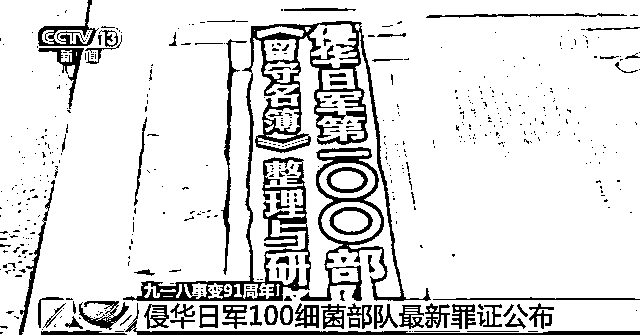 CCTV 13
新闻
侵华日军第一〇〇部队
《留守名簿》整理与研
九一八事变91周年
侵华日军100细菌部队最新罪证公布